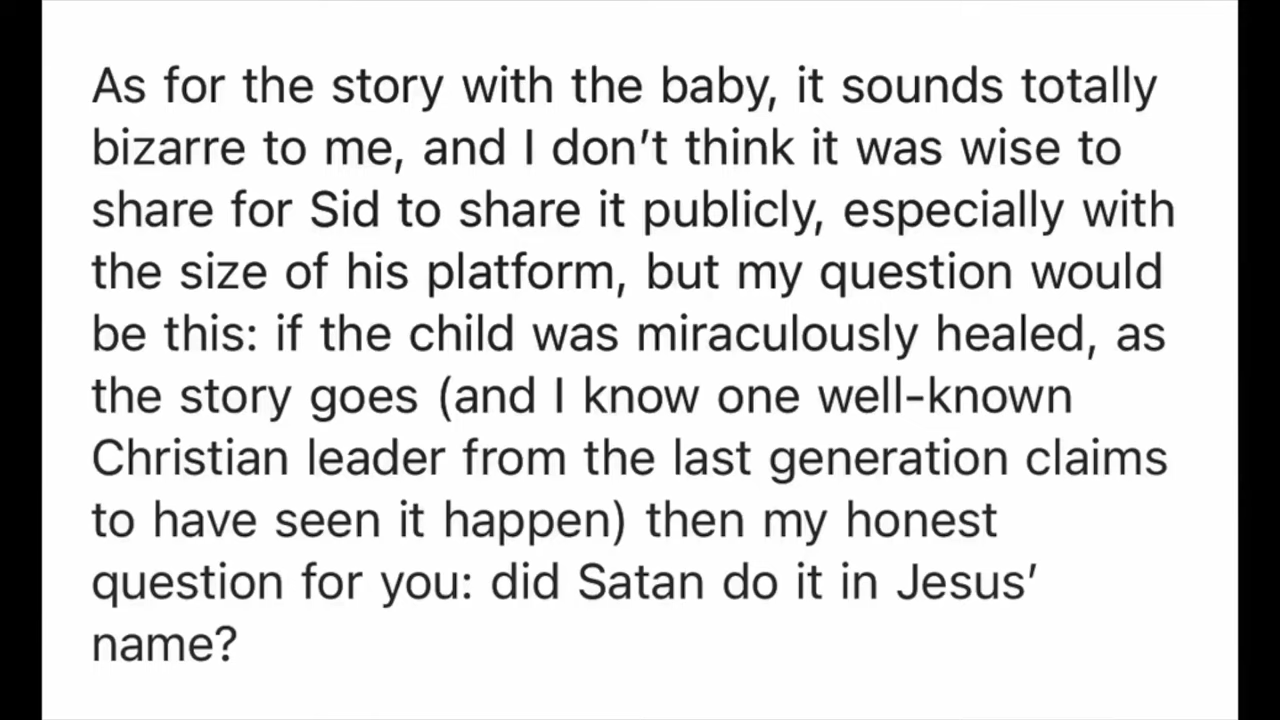 As for the story with the baby, it sounds totally
bizarre to me, and I don’t think it was wise to
share for Sid to share it publicly, especially with
the size of his platform, but my question would
be this: if the child was miraculously healed, as
the story goes (and I know one well-known
Christian leader from the last generation claims
to have seen it happen) then my honest
question for you: did Satan do it in Jesus’
name?